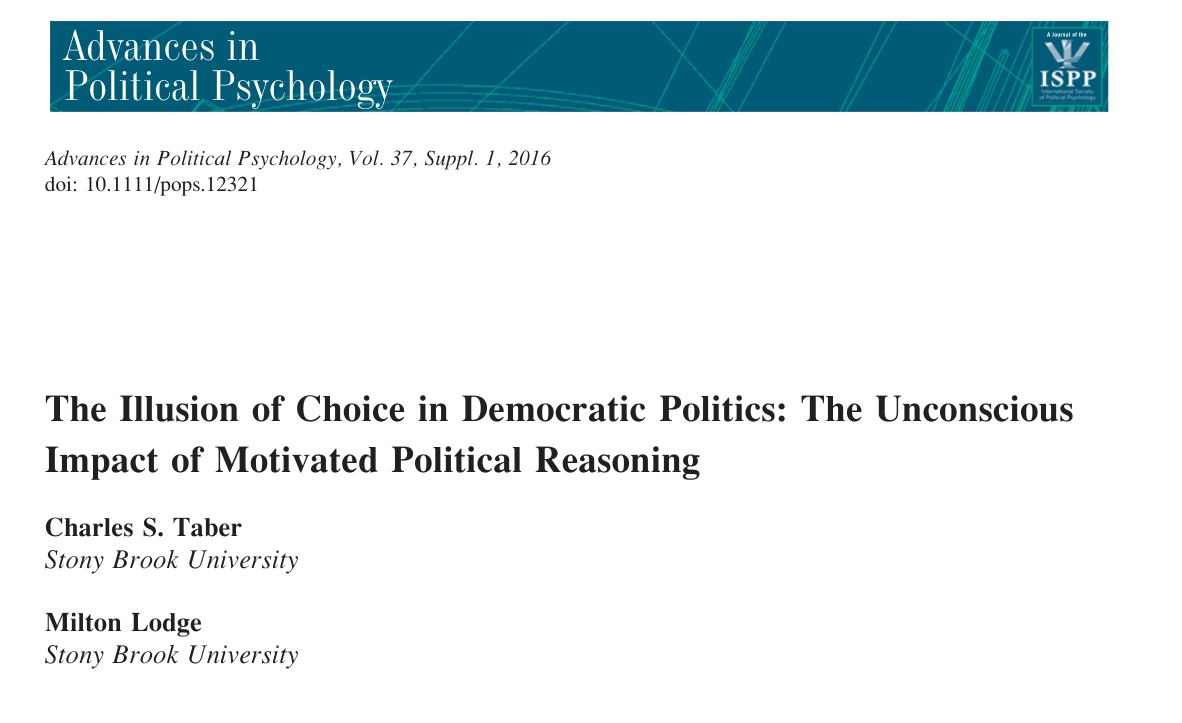 Advances in
Political Psychology
A Journal of the
ISPP
International Society
of Political Psychology
Advances in Political Psychology, Vol. 37, Suppl. 1, 2016
doi: 10.1111/pops.12321
The Illusion of Choice in Democratic Politics: The Unconscious
Impact of Motivated Political Reasoning
Charles S. Taber
Stony Brook University
Milton Lodge
Stony Brook University